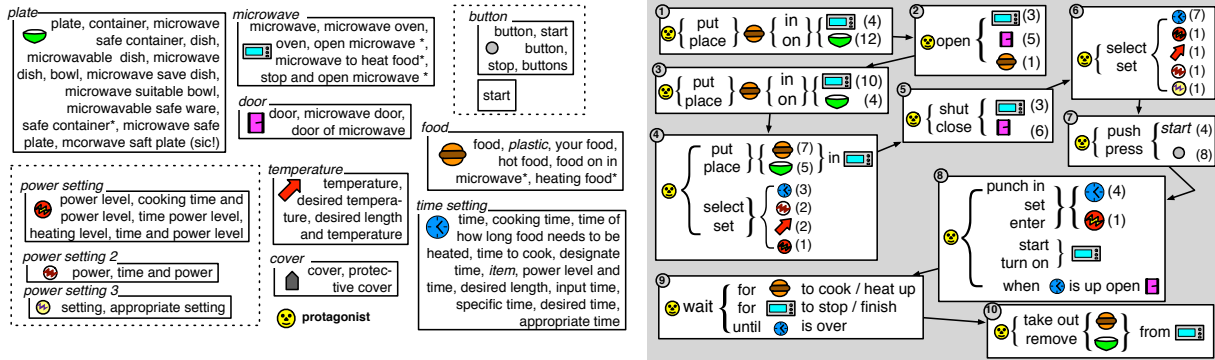 plate
plate, container, microwave
safe container, dish,
microwavable dish, microwave
dish, bowl, microwave save dish,
microwave suitable bowl,
microwavable safe ware,
safe container*, microwave safe
plate, mcorwave saft plate (sic!)
microwave
microwave, microwave oven,
oven, open microwave *,
microwave to heat food*,
stop and open microwave *
door
door, microwave door,
door of microwave
button
button, start
button,
stop, buttons
start
food
food, plastic, your food,
hot food, food on in
microwave*, heating food*
power setting
power level, cooking time and
power level, time power level,
heating level, time and power level
power setting 2
power, time and power
power setting 3
setting, appropriate setting
temperature
temperature,
desired tempera-
ture, desired length
and temperature
cover
cover, protec-
tive cover
protagonist
time setting
time, cooking time, time of
how long food needs to be
heated, time to cook, designate
time, item, power level and
time, desired length, input time,
specific time, desired time,
appropriate time
1
put in (4)
place on (12)
2
open
(3)
(5)
(1)
3
put in (10)
place on (4)
4
put (7)
place (5) in
select
set
(3)
(2)
(2)
(1)
5
shut (3)
close (6)
6
select
set
(7)
(1)
(1)
(1)
(1)
7
push start (4)
press (8)
8
punch in
set
enter
(4)
(1)
start
turn on
when is up open
9
wait
for to cook / heat up
for to stop / finish
until is over
10
take out
remove
from